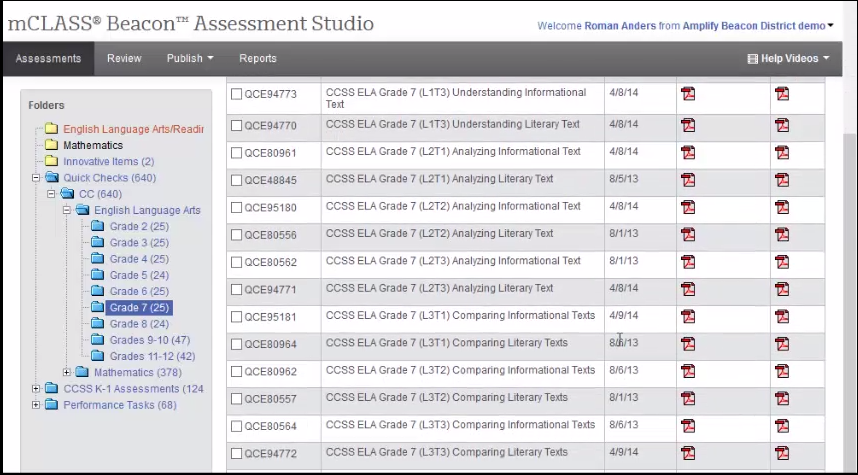 mCLASS® Beacon™ Assessment Studio
Welcome Roman Anders from Amplify Beacon District demo
Assessments Review Publish Reports Help Videos
Folders
English Language Arts/Readir
Mathematics
Innovative Items (2)
Quick Checks (640)
CC (640)
English Language Arts
Grade 2 (25)
Grade 3 (25)
Grade 4 (25)
Grade 5 (24)
Grade 6 (25)
Grade 7 (25)
Grade 8 (24)
Grades 9-10 (47)
Grades 11-12 (42)
Mathematics (378)
CCSS K-1 Assessments (124
Performance Tasks (68)
QCE94773 CCSS ELA Grade 7 (L1T3) Understanding Informational 4/8/14
Text
QCE94770 CCSS ELA Grade 7 (L1T3) Understanding Literary Text 4/8/14
QCE80961 CCSS ELA Grade 7 (L2T1) Analyzing Informational Text 4/8/14
QCE48845 CCSS ELA Grade 7 (L2T1) Analyzing Literary Text 8/5/13
QCE95180 CCSS ELA Grade 7 (L2T2) Analyzing Informational Text 4/8/14
QCE80556 CCSS ELA Grade 7 (L2T2) Analyzing Literary Text 8/1/13
QCE80562 CCSS ELA Grade 7 (L2T3) Analyzing Informational Text 8/1/13
QCE94771 CCSS ELA Grade 7 (L2T3) Analyzing Literary Text 4/8/14
QCE95181 CCSS ELA Grade 7 (L3T1) Comparing Informational Texts 4/9/14
QCE80964 CCSS ELA Grade 7 (L3T1) Comparing Literary Texts 8/6/13
QCE80962 CCSS ELA Grade 7 (L3T2) Comparing Informational Texts 8/6/13
QCE80557 CCSS ELA Grade 7 (L3T2) Comparing Literary Texts 8/1/13
QCE80564 CCSS ELA Grade 7 (L3T3) Comparing Informational Texts 8/6/13
QCE94772 CCSS ELA Grade 7 (L3T3) Comparing Literary Texts 4/9/14